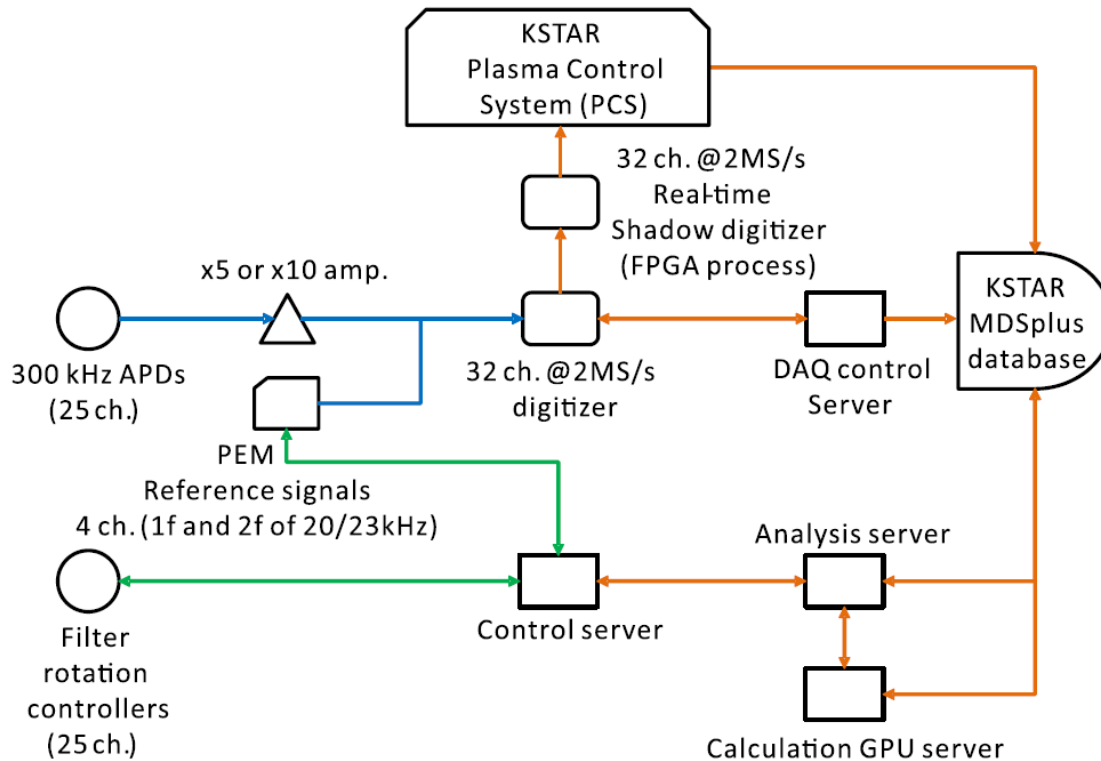 KSTAR
Plasma Control
System (PCS)
32 ch. @2MS/s
Real-time
Shadow digitizer
(FPGA process)
x5 or x10 amp.
300 kHz APDs
(25 ch.)
32 ch. @2MS/s
digitizer
DAQ control
Server
KSTAR
MDSplus
database
PEM
Reference signals
4 ch. (1f and 2f of 20/23kHz)
Analysis server
Filter
rotation
controllers
(25 ch.)
Control server
Calculation GPU server